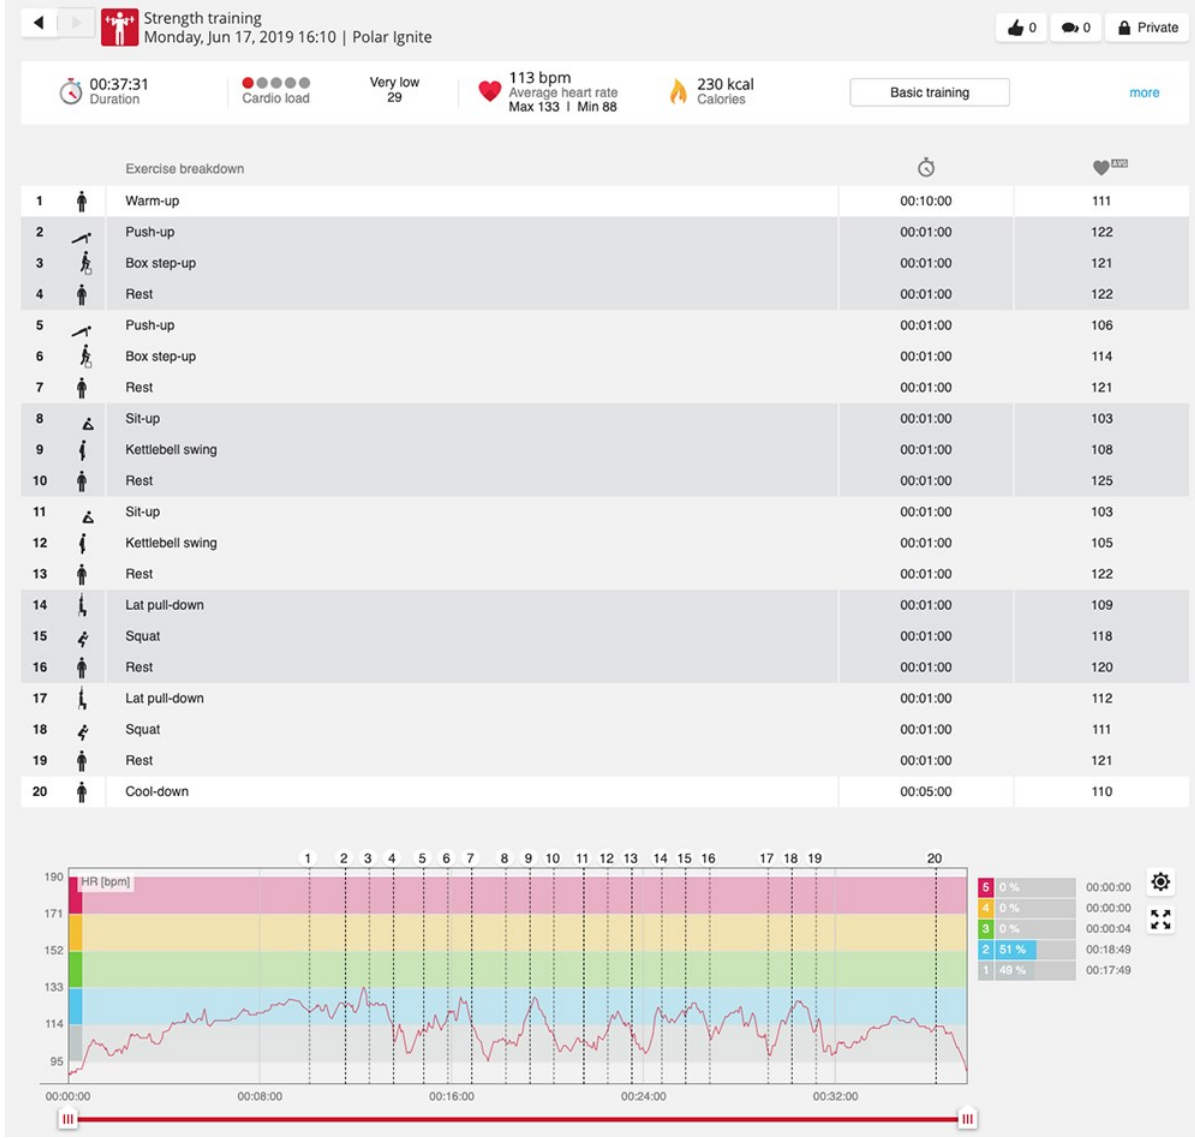 Strength training
Monday, Jun 17, 2019 16:10 | Polar Ignite
0
0
Private
00:37:31
Duration
Cardio load
Very low
29
113 bpm
Average heart rate
Max 133 | Min 88
230 kcal
Calories
Basic training
more
Exercise breakdown
AVG
1 Warm-up 00:10:00 111
2 Push-up 00:01:00 122
3 Box step-up 00:01:00 121
4 Rest 00:01:00 122
5 Push-up 00:01:00 106
6 Box step-up 00:01:00 114
7 Rest 00:01:00 121
8 Sit-up 00:01:00 103
9 Kettlebell swing 00:01:00 108
10 Rest 00:01:00 125
11 Sit-up 00:01:00 103
12 Kettlebell swing 00:01:00 105
13 Rest 00:01:00 122
14 Lat pull-down 00:01:00 109
15 Squat 00:01:00 118
16 Rest 00:01:00 120
17 Lat pull-down 00:01:00 112
18 Squat 00:01:00 111
19 Rest 00:01:00 121
20 Cool-down 00:05:00 110
1 2 3 4 5 6 7 8 9 10 11 12 13 14 15 16 17 18 19 20
HR [bpm]
190
171
152
133
114
95
00:00:00 00:08:00 00:16:00 00:24:00 00:32:00
5 0 % 00:00:00
4 0 % 00:00:00
3 0 % 00:00:04
2 51 % 00:18:49
1 49 % 00:17:49